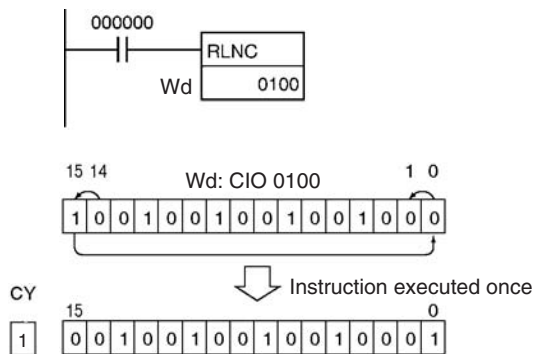 000000
RLNC
Wd 0100
15 14 1 0
Wd: CIO 0100
1 0 0 1 0 0 1 0 0 1 0 0 1 0 0 0
Instruction executed once
CY 15 0
1 0 0 1 0 0 1 0 0 1 0 0 1 0 0 0 1